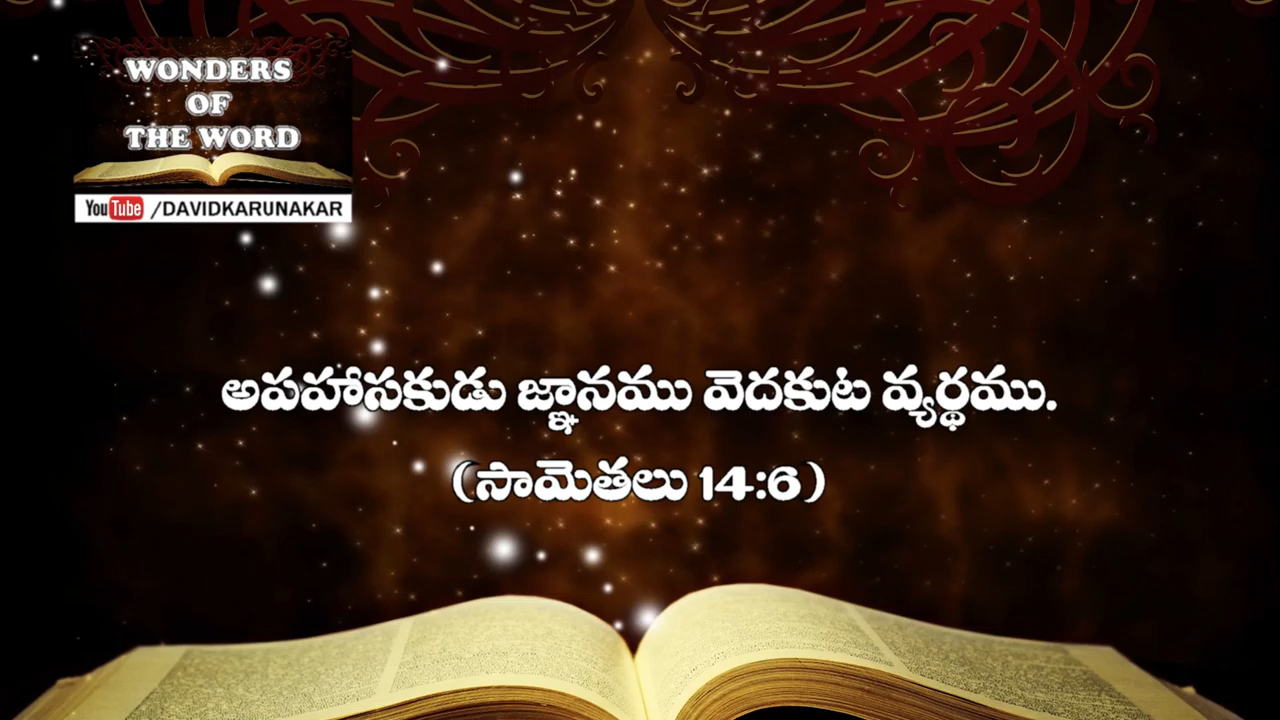 WONDERS
OF
THE WORD
YouTube /DAVIDKARUNAKAR
అపహాసకుడు జ్ఞానము వెదకుట వ్యర్థము.
(సామెతలు 14:6)